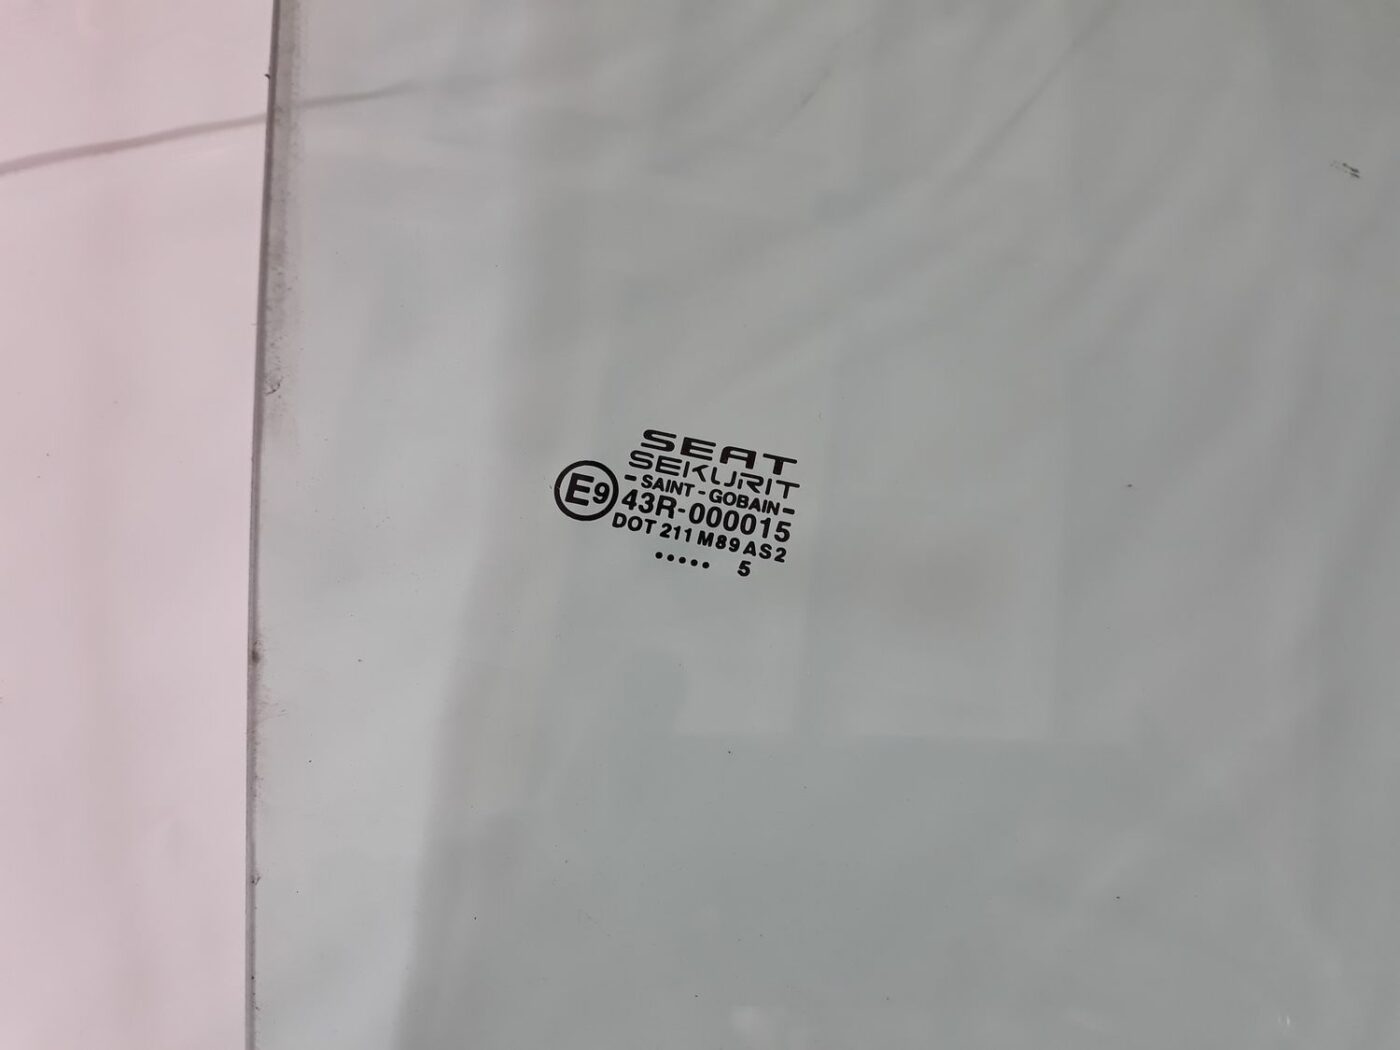 SEAT
SEKURIT
- SAINT - GOBAIN -
E9 43R-000015
DOT 211 M89 AS2
..... 5